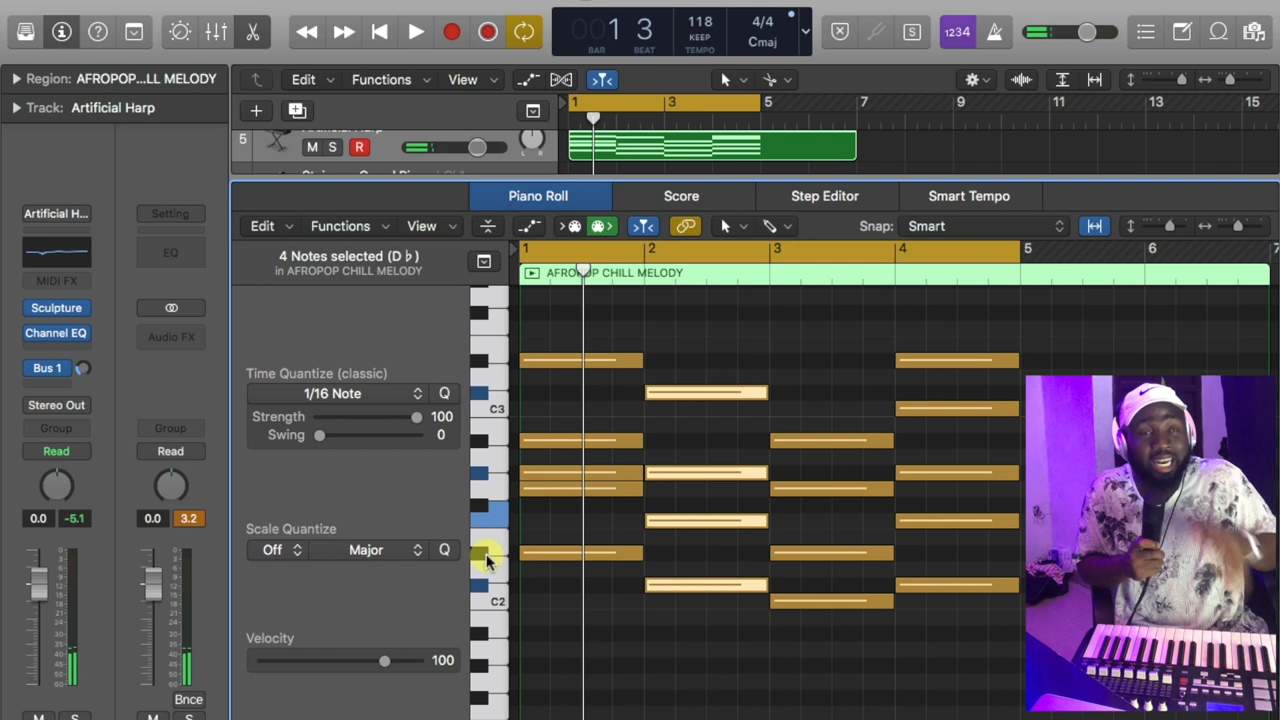 001 3
BAR BEAT
118
KEEP
TEMPO
4/4
Cmaj
1234
Region: AFROPOP...LL MELODY
Edit Functions View
Track: Artificial Harp
1 3 5 7 9 11 13 15
5
M S R
L R
Piano Roll Score Step Editor Smart Tempo
Artificial H...
Setting
EQ
MIDI FX
Sculpture
Channel EQ
Audio FX
Bus 1
Stereo Out
Group Group
Read Read
0.0 -5.1 0.0 3.2
Bnce
M S M S
Edit Functions View
Snap: Smart
4 Notes selected (D♭)
in AFROPOP CHILL MELODY
1 2 3 4 5 6 7
AFROPOP CHILL MELODY
Time Quantize (classic)
1/16 Note Q
Strength 100
Swing 0
Scale Quantize
Off Major Q
Velocity
100
C3
C2